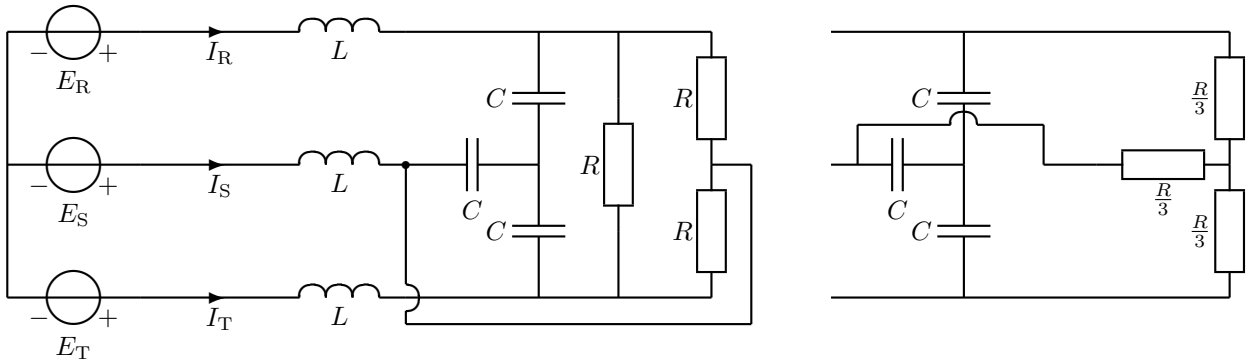 − + E_R I_R L
C
R
R
− + E_S I_S L
C
C
R
− + E_T I_T L
C
R/3
C
R/3
C
R/3